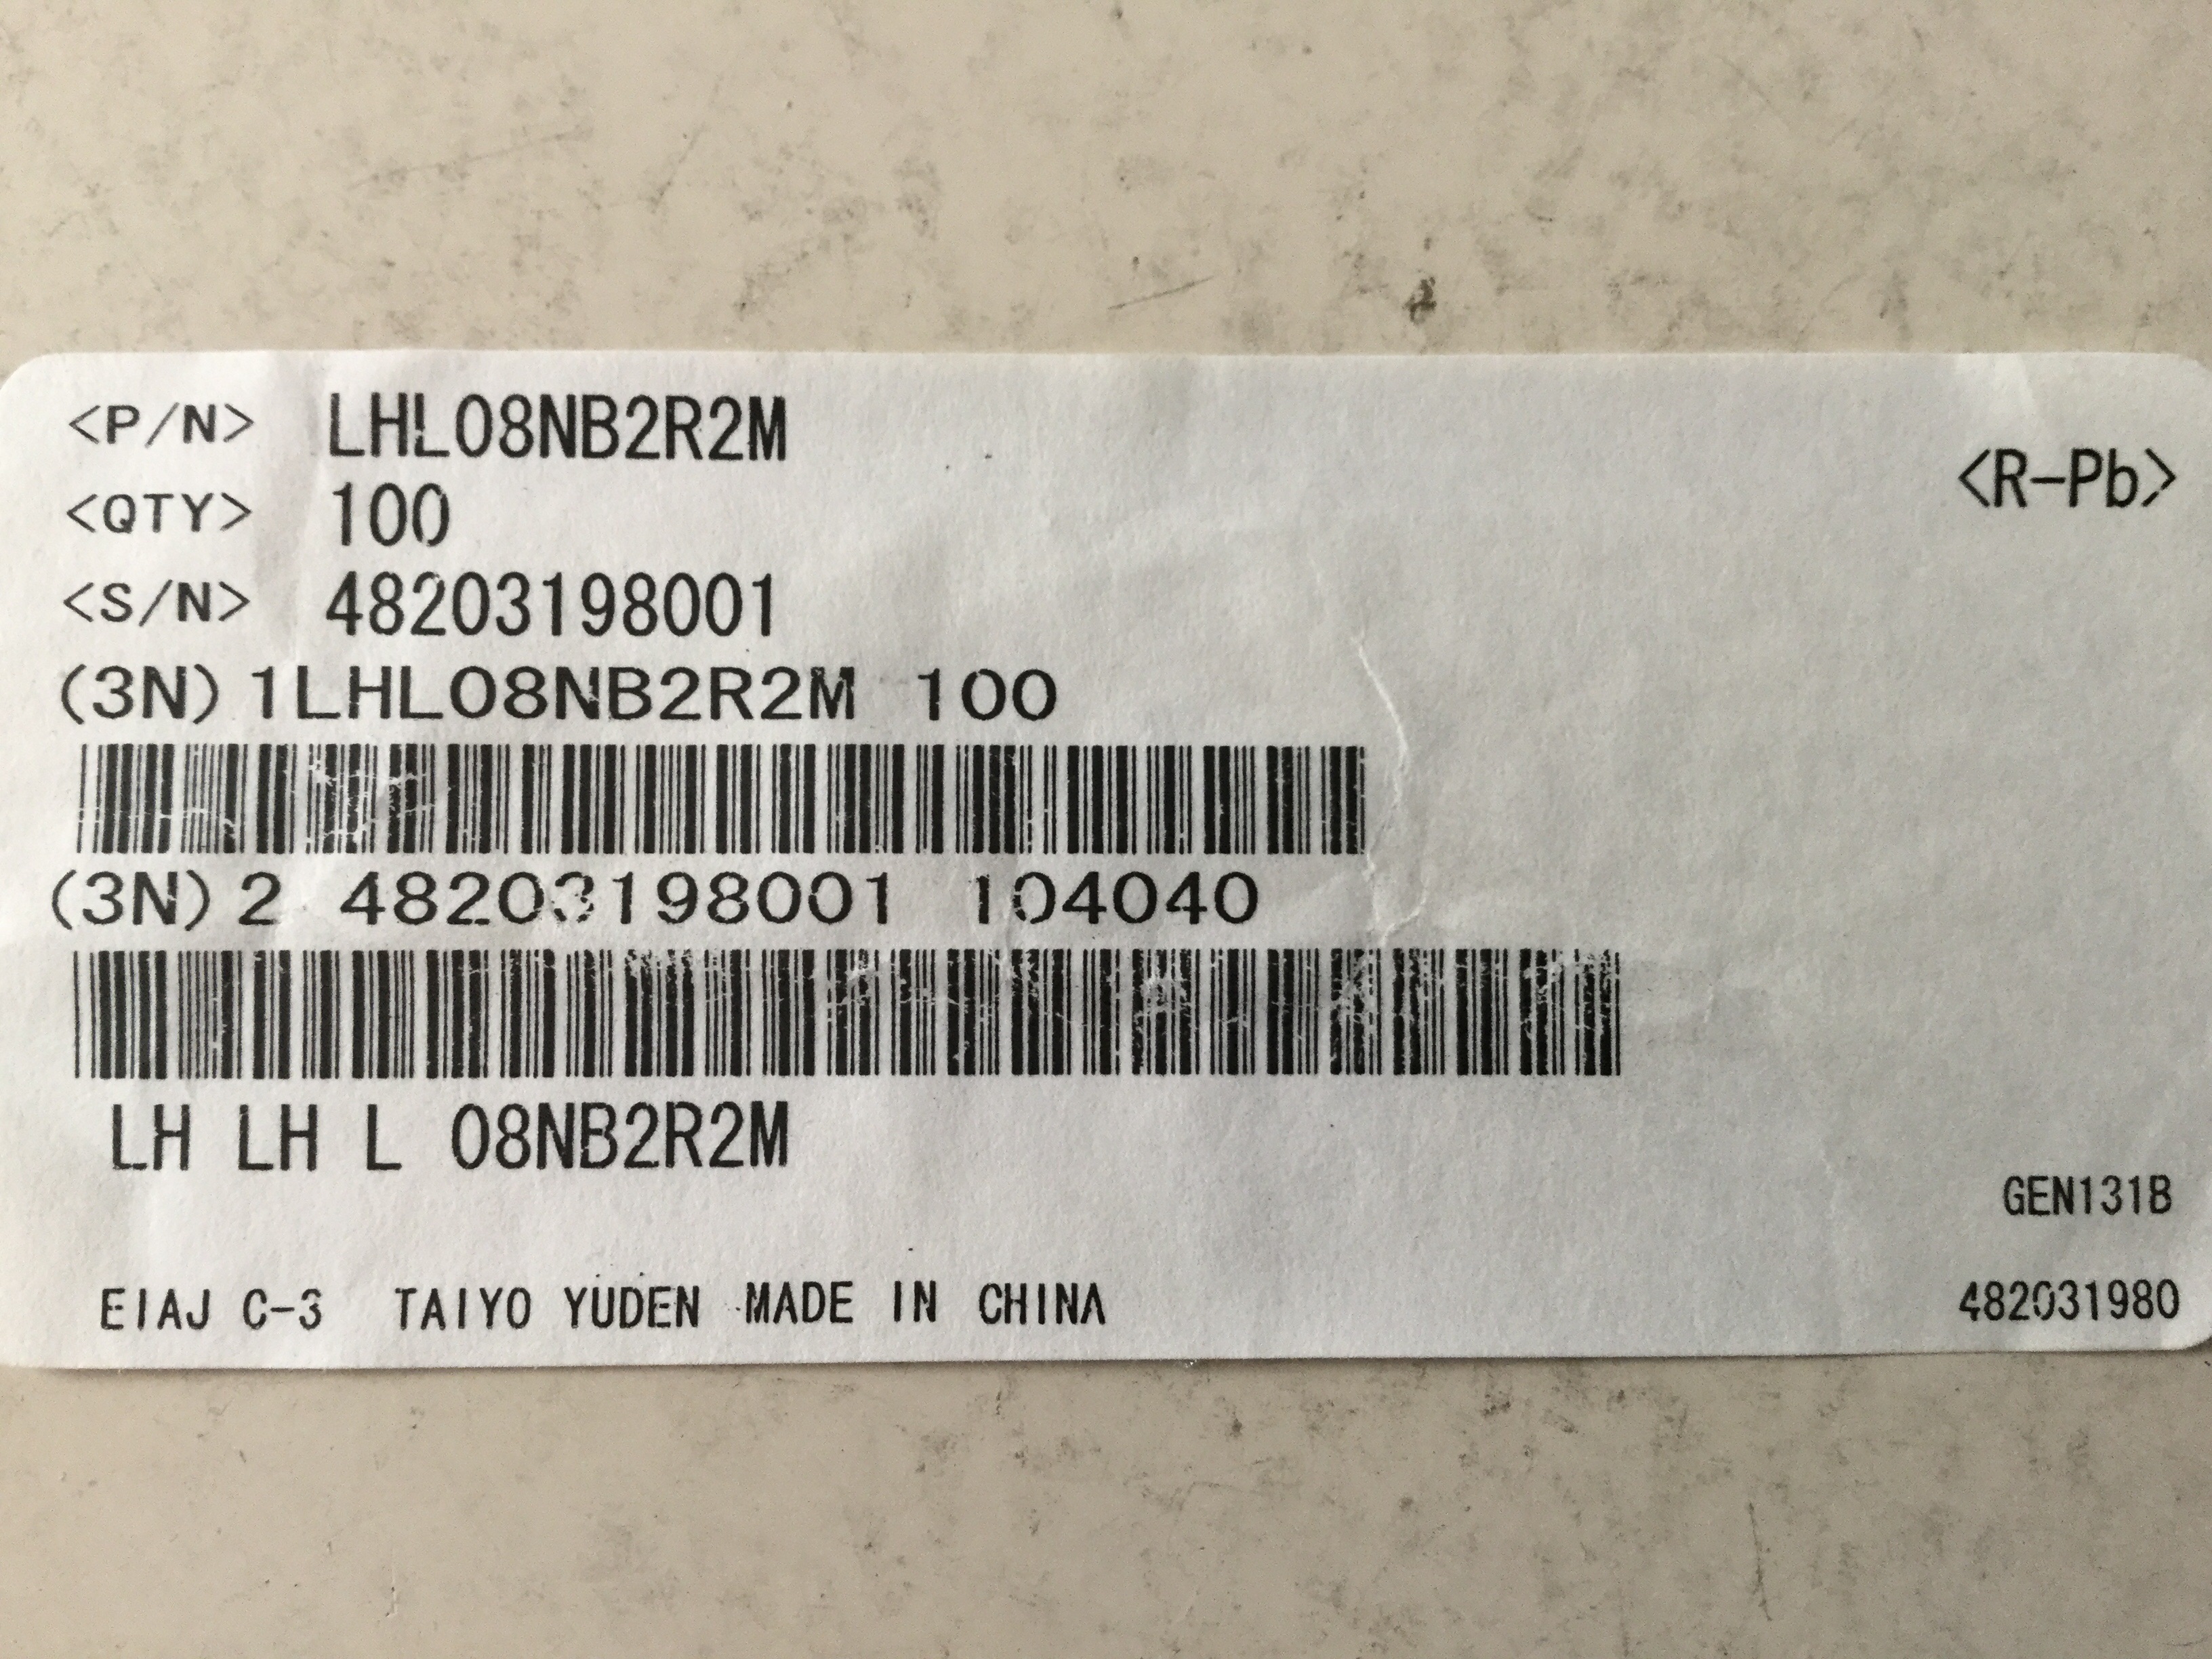 <P/N> LHL08NB2R2M
<R-Pb>
<QTY> 100
<S/N> 48203198001
(3N) 1LHL08NB2R2M 100
(3N) 2 48203198001 104040
LH LH L 08NB2R2M
GEN131B
EIAJ C-3 TAIYO YUDEN MADE IN CHINA
482031980